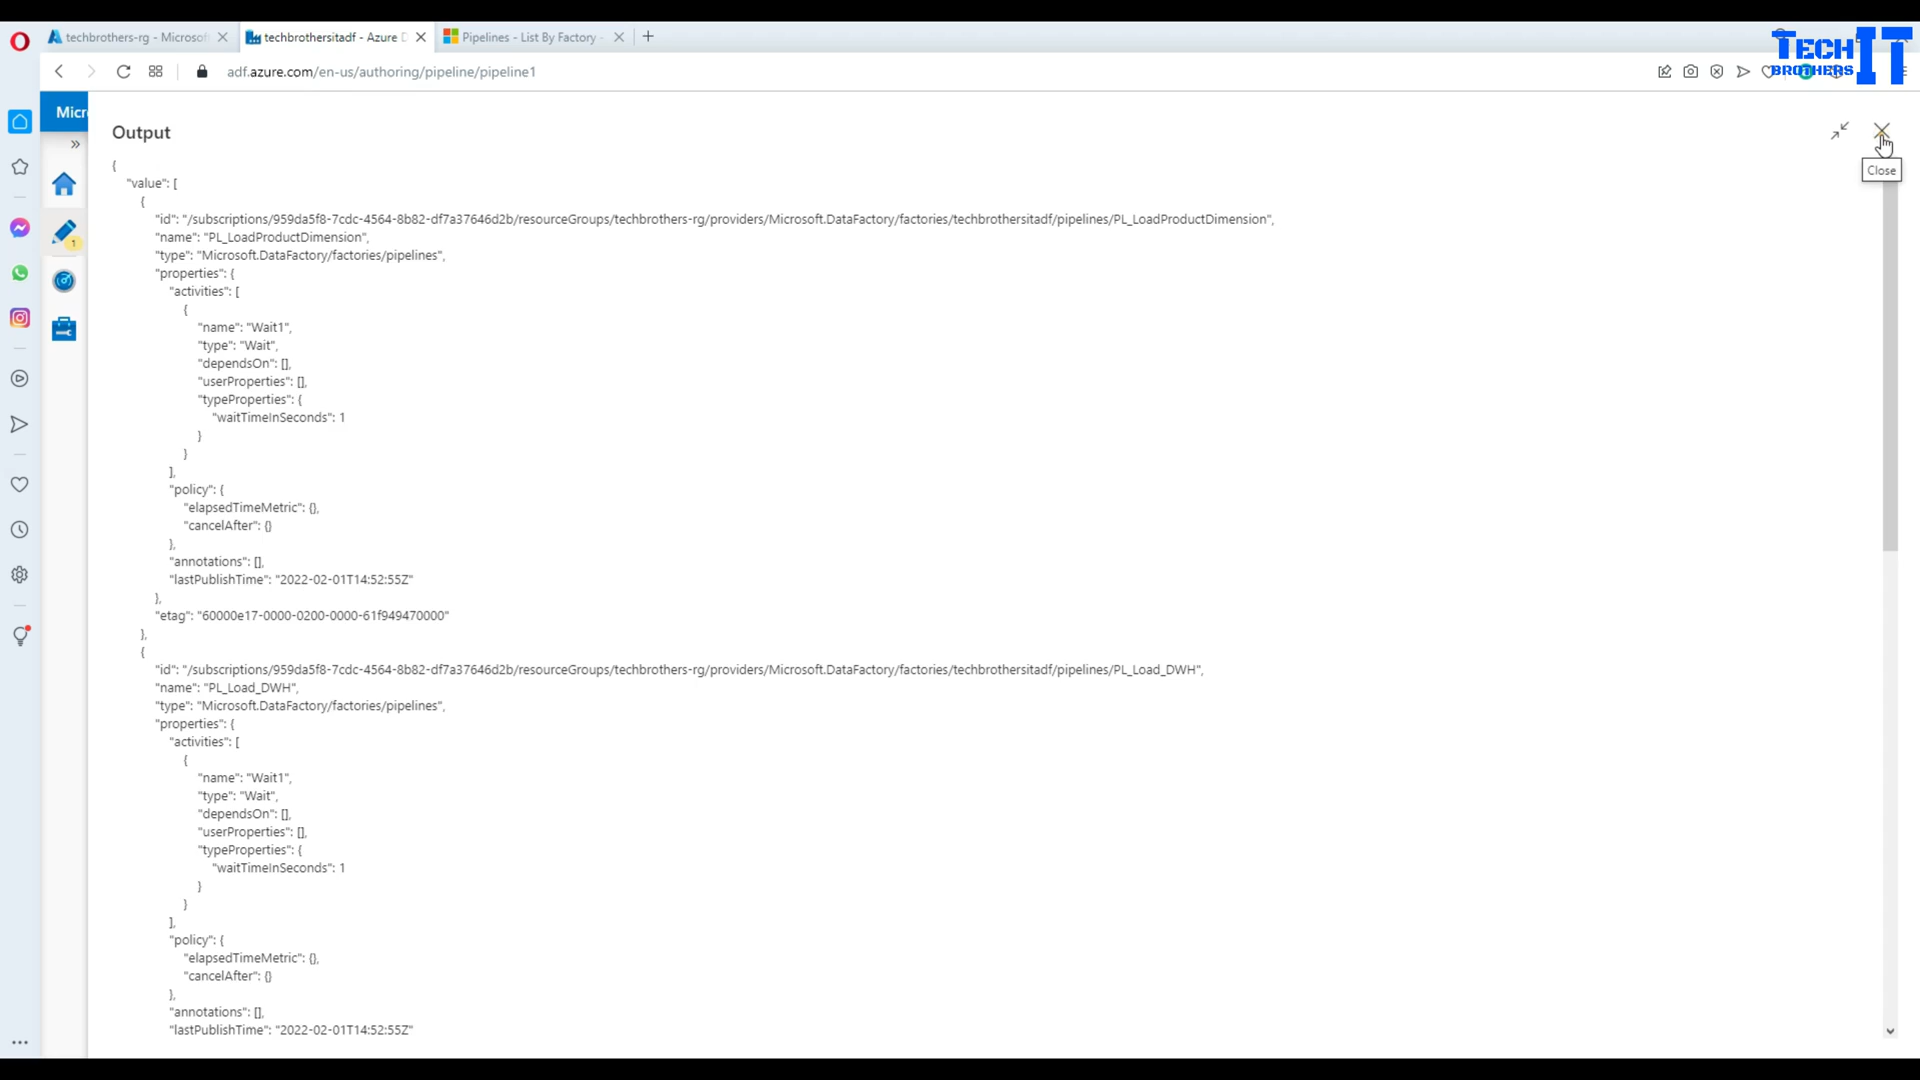 techbrothers-rg - Microsof
techbrothersitadf - Azure D
Pipelines - List By Factory -
TECH IT
BROTHERS
adf.azure.com/en-us/authoring/pipeline/pipeline1
Micr
»
Output
Close
1
{
"value": [
{
"id": "/subscriptions/959da5f8-7cdc-4564-8b82-df7a37646d2b/resourceGroups/techbrothers-rg/providers/Microsoft.DataFactory/factories/techbrothersitadf/pipelines/PL_LoadProductDimension",
"name": "PL_LoadProductDimension",
"type": "Microsoft.DataFactory/factories/pipelines",
"properties": {
"activities": [
{
"name": "Wait1",
"type": "Wait",
"dependsOn": [],
"userProperties": [],
"typeProperties": {
"waitTimeInSeconds": 1
}
}
],
"policy": {
"elapsedTimeMetric": {},
"cancelAfter": {}
},
"annotations": [],
"lastPublishTime": "2022-02-01T14:52:55Z"
},
"etag": "60000e17-0000-0200-0000-61f949470000"
},
{
"id": "/subscriptions/959da5f8-7cdc-4564-8b82-df7a37646d2b/resourceGroups/techbrothers-rg/providers/Microsoft.DataFactory/factories/techbrothersitadf/pipelines/PL_Load_DWH",
"name": "PL_Load_DWH",
"type": "Microsoft.DataFactory/factories/pipelines",
"properties": {
"activities": [
{
"name": "Wait1",
"type": "Wait",
"dependsOn": [],
"userProperties": [],
"typeProperties": {
"waitTimeInSeconds": 1
}
}
],
"policy": {
"elapsedTimeMetric": {},
"cancelAfter": {}
},
"annotations": [],
"lastPublishTime": "2022-02-01T14:52:55Z"